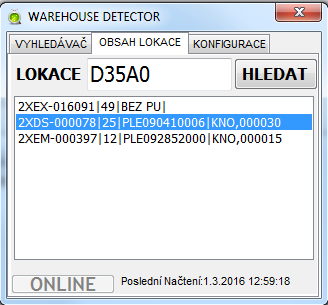 WAREHOUSE DETECTOR
VYHLEDÁVAČ OBSAH LOKACE KONFIGURACE
LOKACE D35A0 HLEDAT
2XEX-016091|49|BEZ PU|
2XDS-000078|25|PLE090410006|KNO,000030
2XEM-000397|12|PLE092852000|KNO,000015
ONLINE Poslední Načtení:1.3.2016 12:59:18